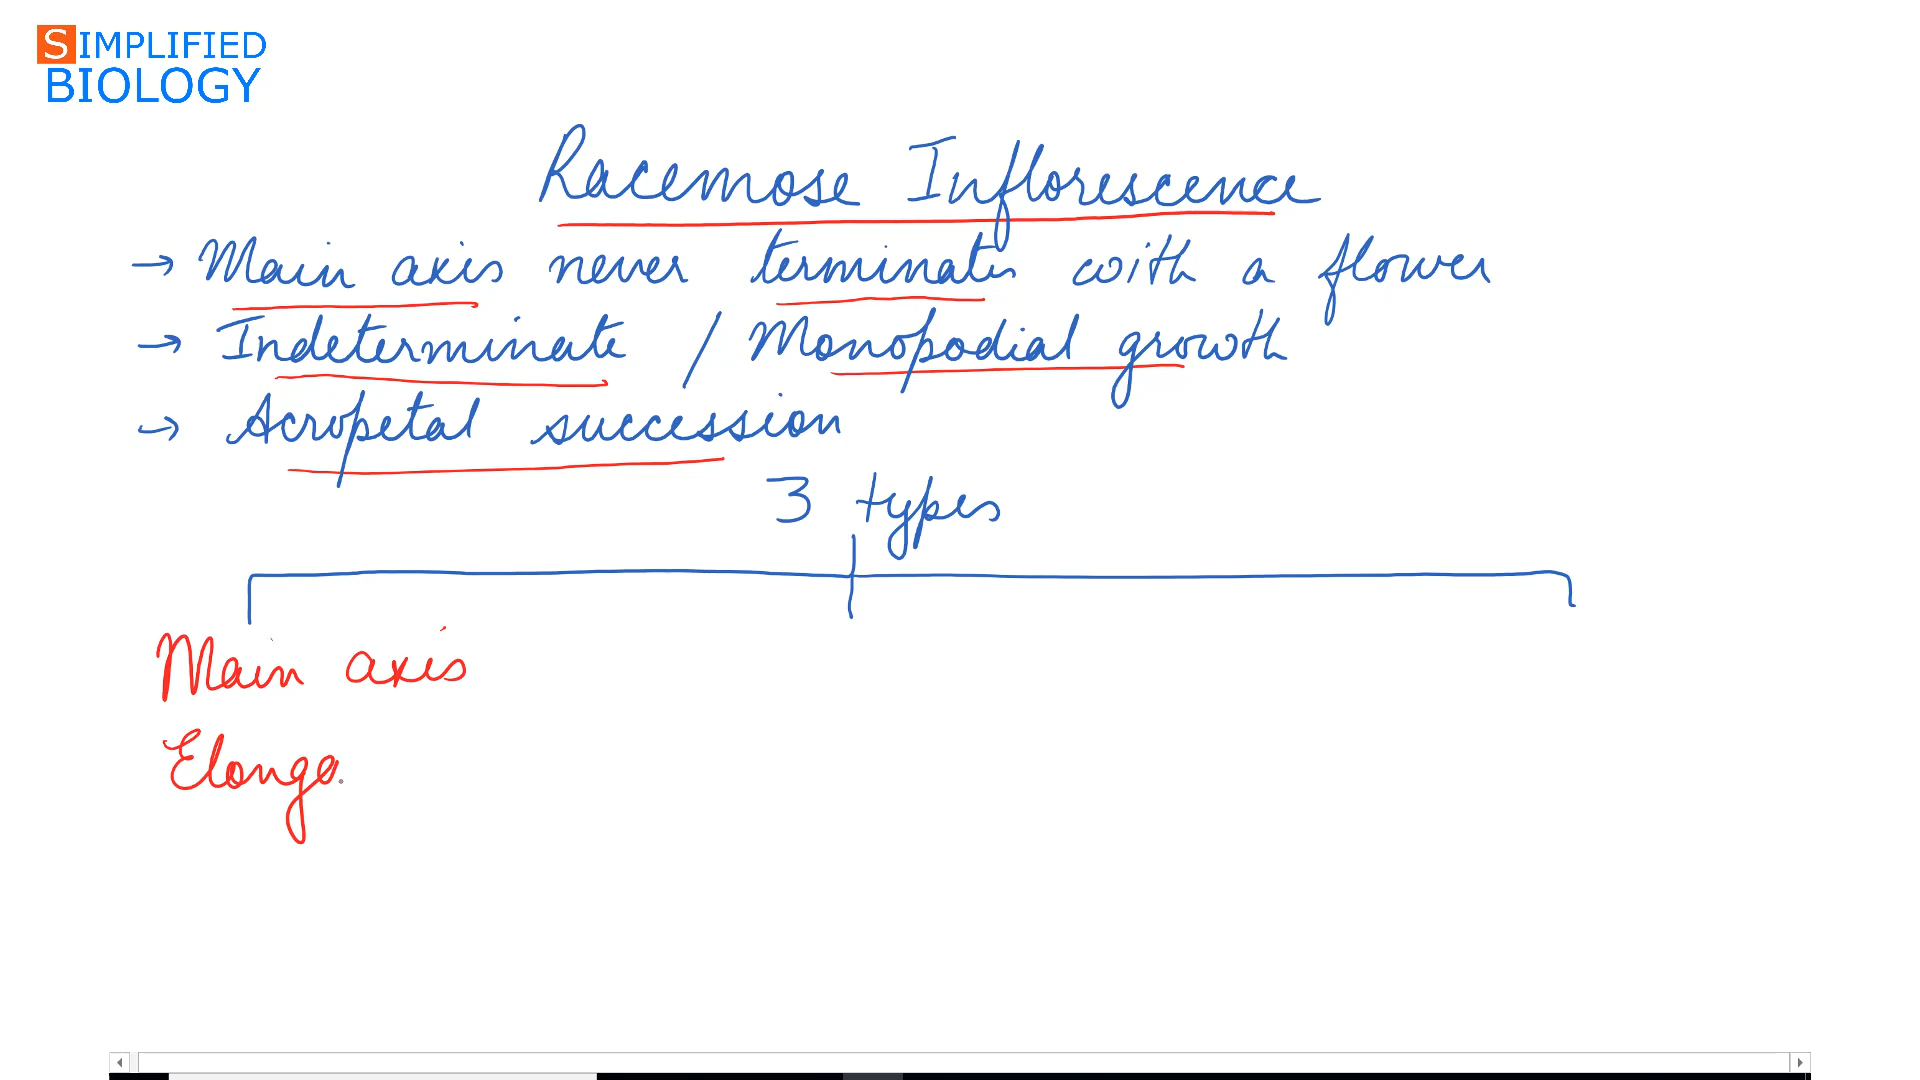 SIMPLIFIED
BIOLOGY
Racemose Inflorescence
→ Main axis never terminates with a flower
→ Indeterminate / Monopodial growth
→ Acropetal succession
3 types
Main axis
Elonga